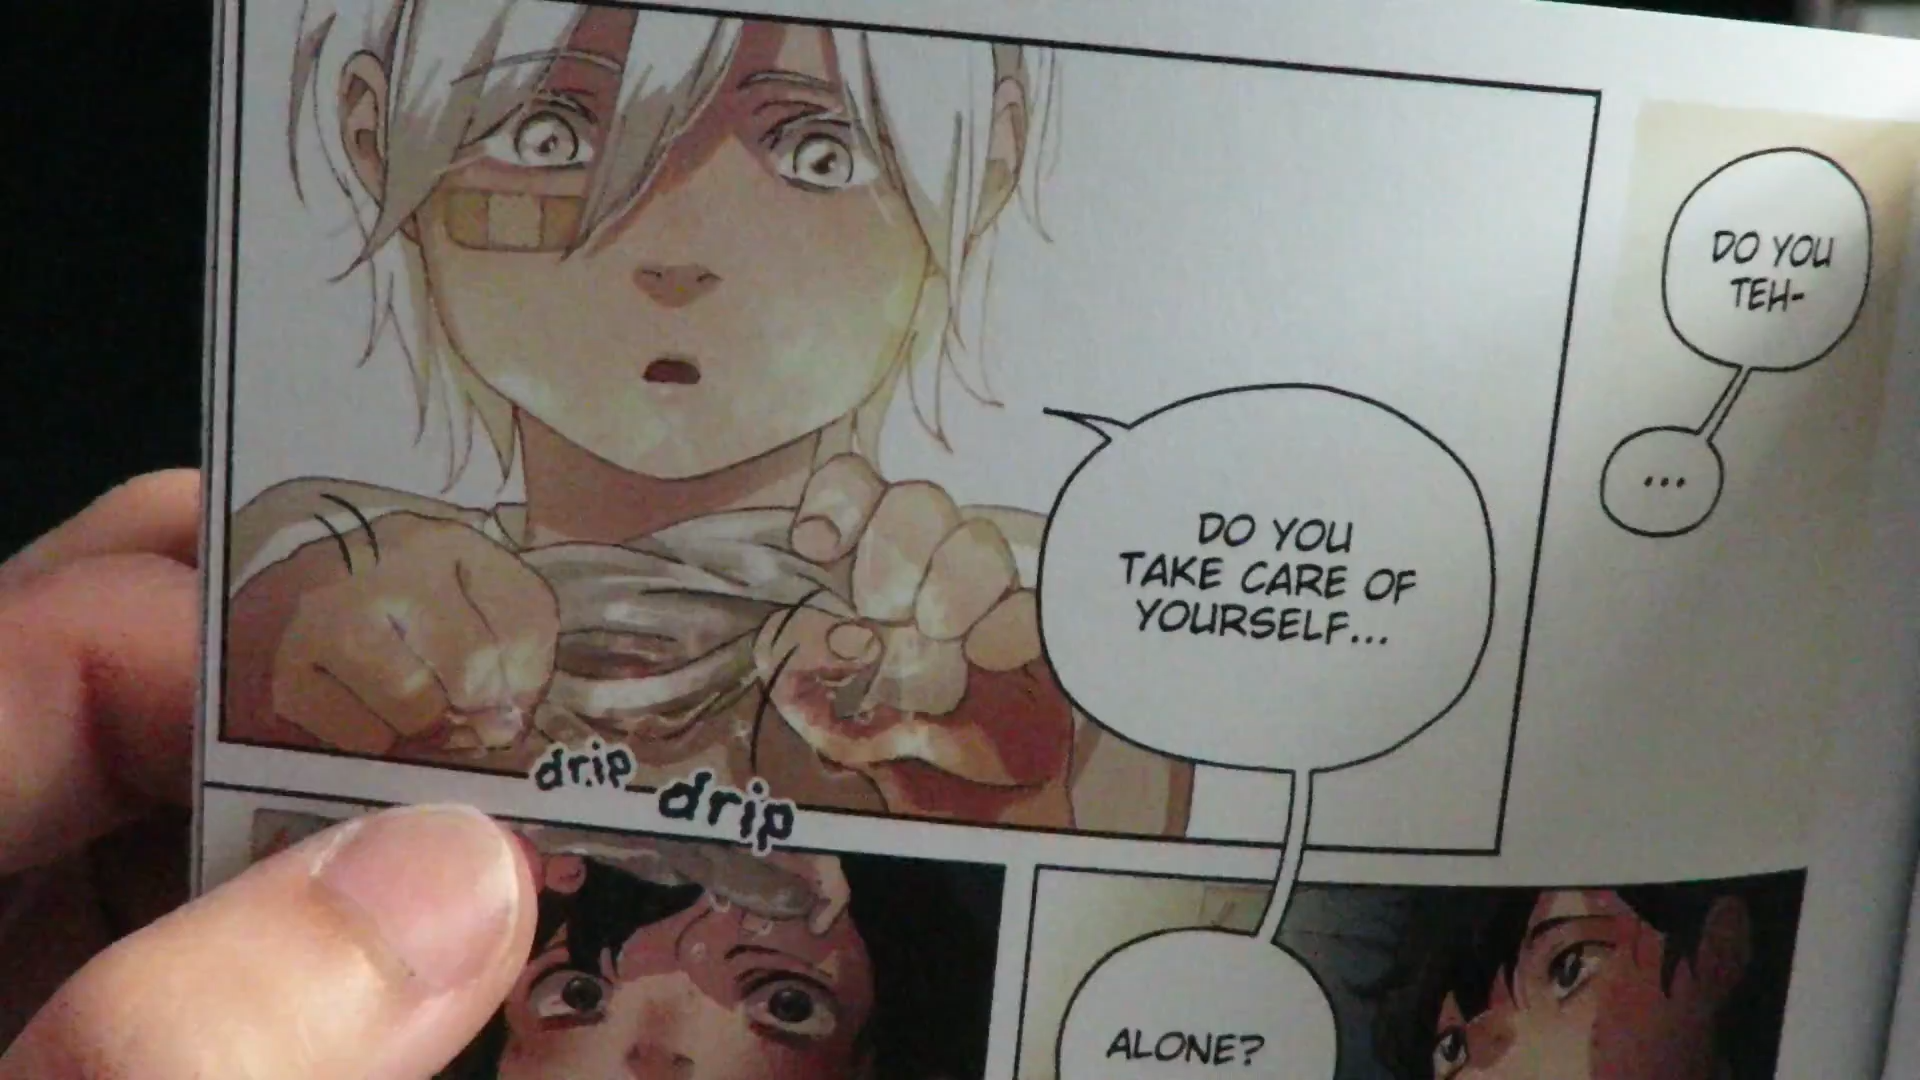 DO YOU
TEH-
...
DO YOU
TAKE CARE OF
YOURSELF...
drip drip
ALONE?